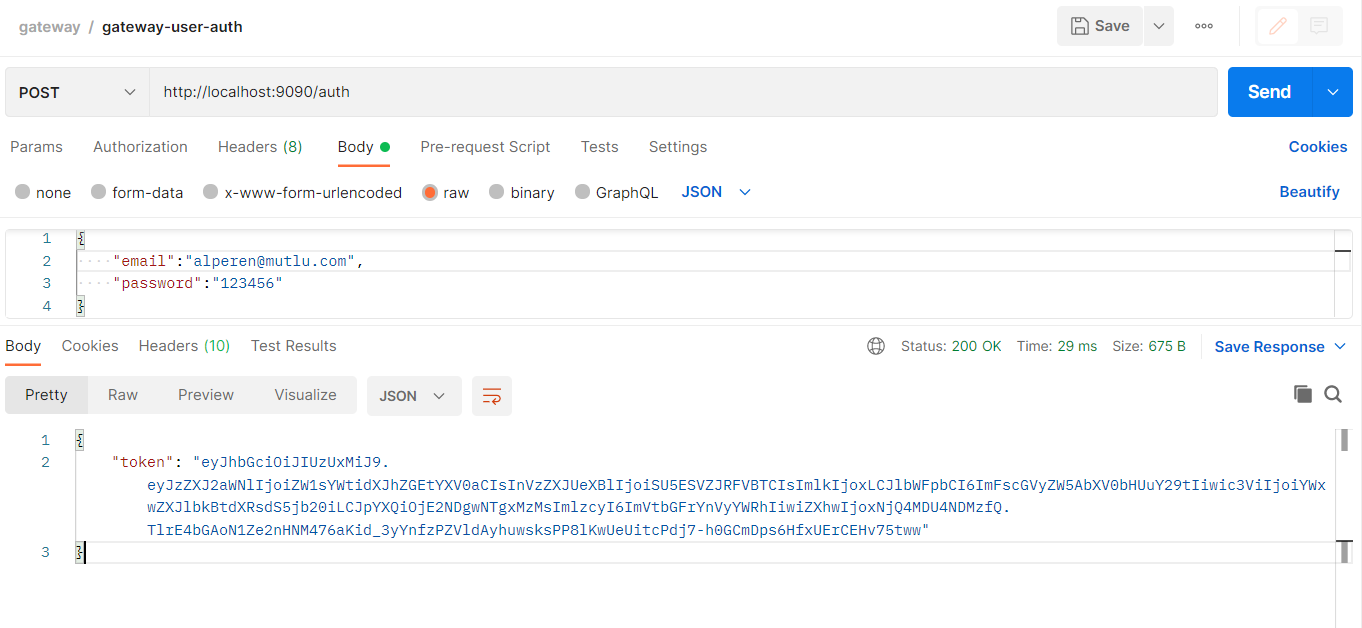 gateway / gateway-user-auth
Save
POST
http://localhost:9090/auth
Send
Params Authorization Headers (8) Body Pre-request Script Tests Settings Cookies
none form-data x-www-form-urlencoded raw binary GraphQL JSON Beautify
1 {
2 ····"email":"alperen@mutlu.com",
3 ····"password":"123456"
4 }
Body Cookies Headers (10) Test Results Status: 200 OK Time: 29 ms Size: 675 B Save Response
Pretty Raw Preview Visualize JSON
1 {
2 "token": "eyJhbGciOiJIUzUxMiJ9.
eyJzZXJ2aWNlIjoiZW1sYWtidXJhZGEtYXV0aCIsInVzZXJUeXBlIjoiSU5ESVZJRFVBTCIsImlkIjoxLCJlbWFpbCI6ImFscGVyZW5AbXV0bHUuY29tIiwic3ViIjoiYWx
wZXJlbkBtdXRsdS5jb20iLCJpYXQiOjE2NDgwNTgxMzMsImlzcyI6ImVtbGFrYnVyYWRhIiwiZXhwIjoxNjQ4MDU4NDMzfQ.
TlrE4bGAoN1Ze2nHNM476aKid_3yYnfzPZVldAyhuwsksPP8lKwUeUitcPdj7-h0GCmDps6HfxUErCEHv75tww"
3 }